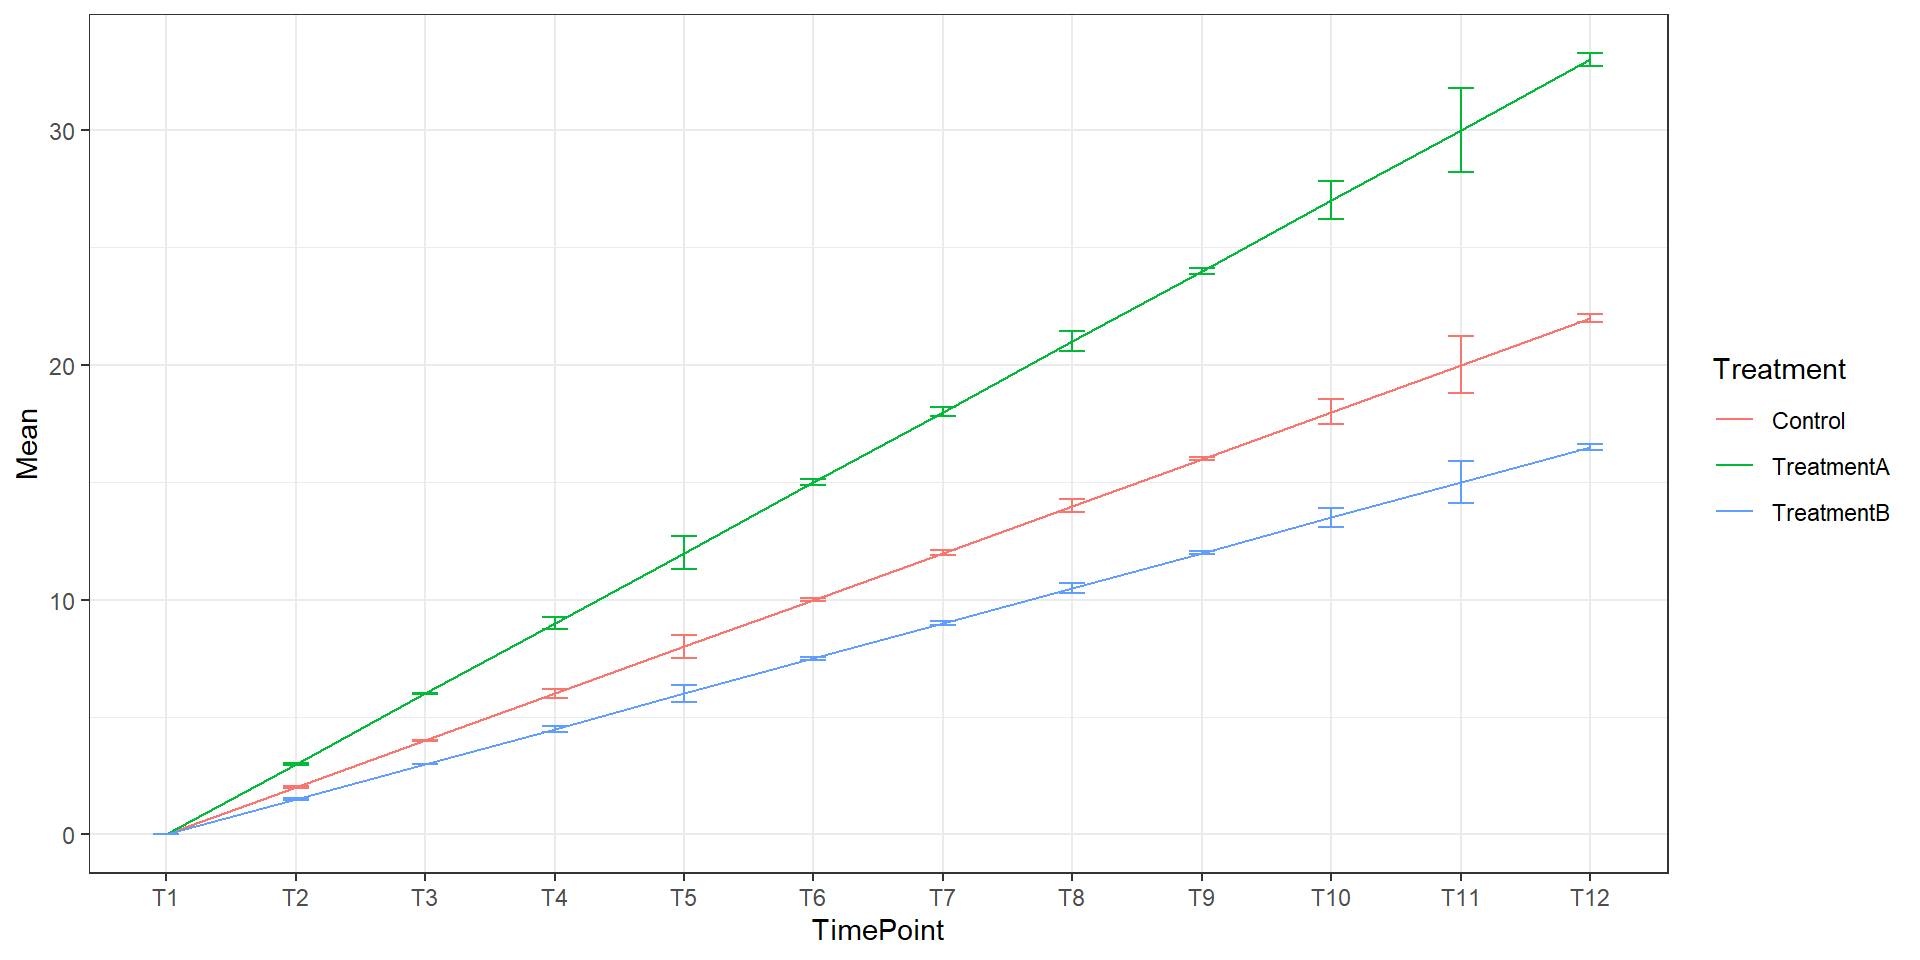 30
20
10
0
Mean
T1 T2 T3 T4 T5 T6 T7 T8 T9 T10 T11 T12
TimePoint
Treatment
Control
TreatmentA
TreatmentB